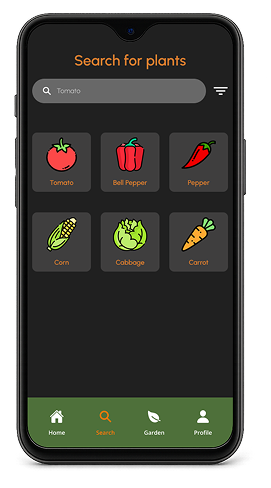 Search for plants
Tomato
Tomato Bell Pepper Pepper
Corn Cabbage Carrot
Home Search Garden Profile